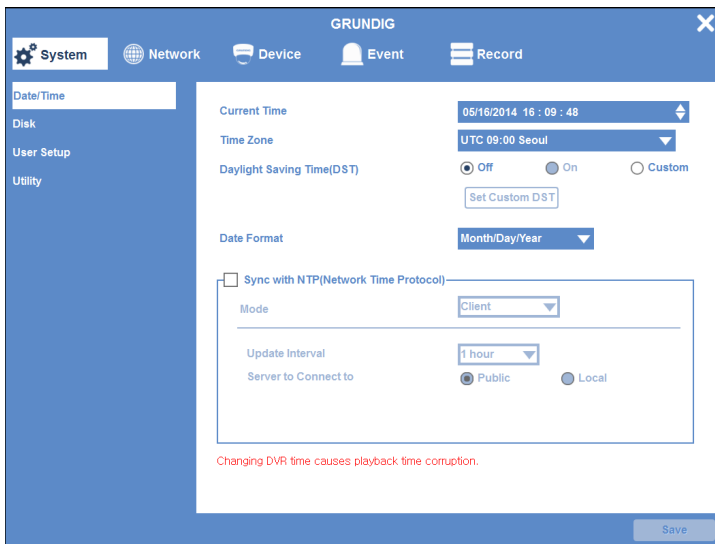 GRUNDIG
System Network Device Event Record
Date/Time
Disk
User Setup
Utility
Current Time 05/16/2014 16 : 09 : 48
Time Zone UTC 09:00 Seoul
Daylight Saving Time(DST) Off On Custom
Set Custom DST
Date Format Month/Day/Year
Sync with NTP(Network Time Protocol)
Mode Client
Update Interval 1 hour
Server to Connect to Public Local
Changing DVR time causes playback time corruption.
Save